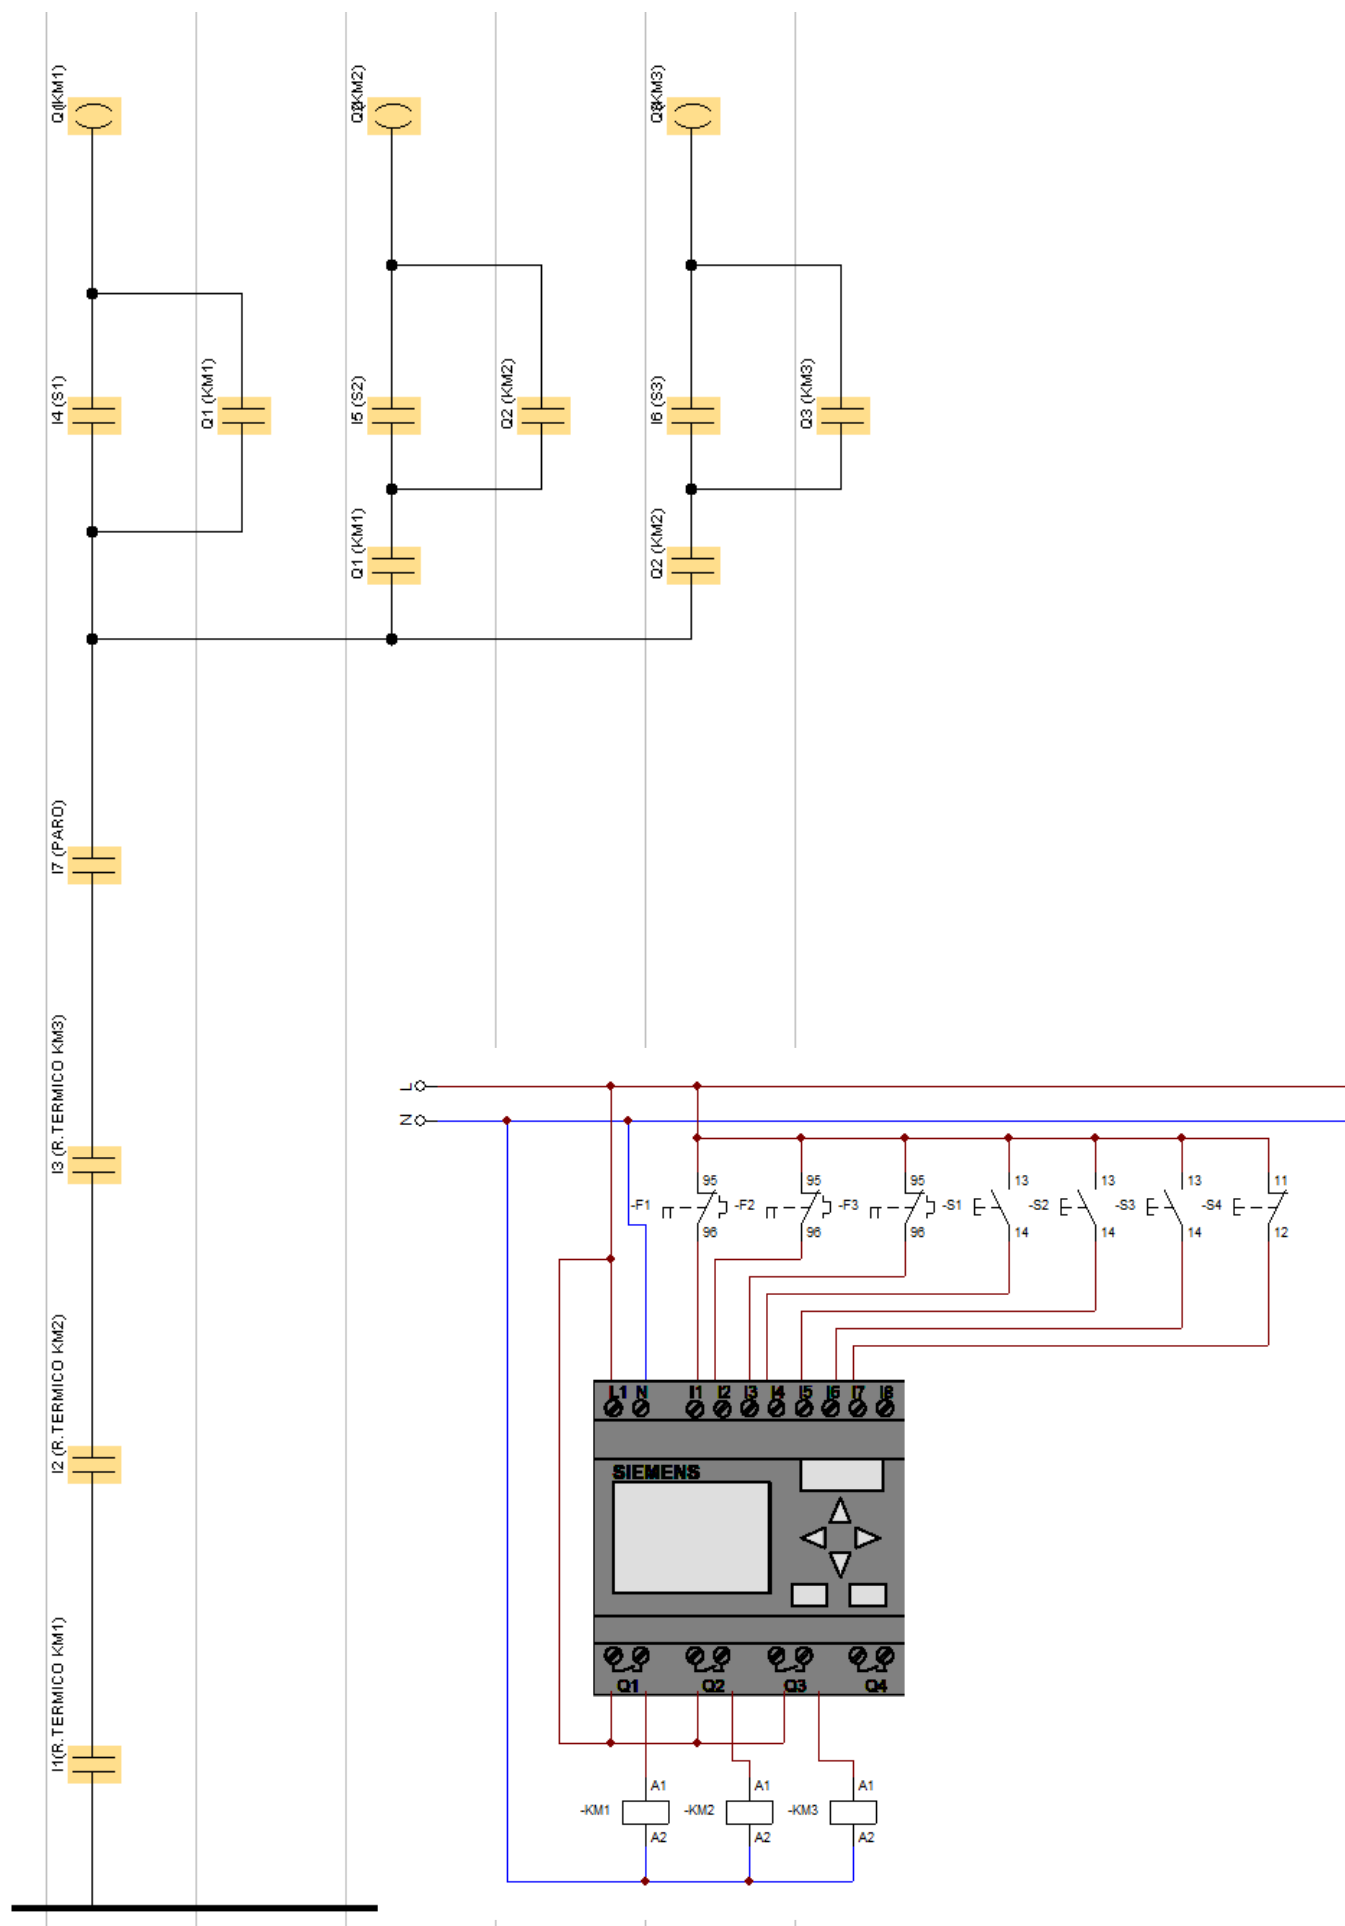 Q1(KM1)
Q2(KM2)
Q3(KM3)
I4 (S1)
Q1 (KM1)
I5 (S2)
Q2 (KM2)
I6 (S3)
Q3 (KM3)
Q1 (KM1)
Q2 (KM2)
I7 (PARO)
I3 (R.TERMICO KM3)
I2 (R.TERMICO KM2)
I1(R.TERMICO KM1)
L
N
95 95 95 13 13 13 11
-F1 -F2 -F3 -S1 -S2 -S3 -S4
96 96 96 14 14 14 12
L1 N I1 I2 I3 I4 I5 I6 I7 I8
SIEMENS
Q1 Q2 Q3 Q4
A1 A1 A1
-KM1 -KM2 -KM3
A2 A2 A2